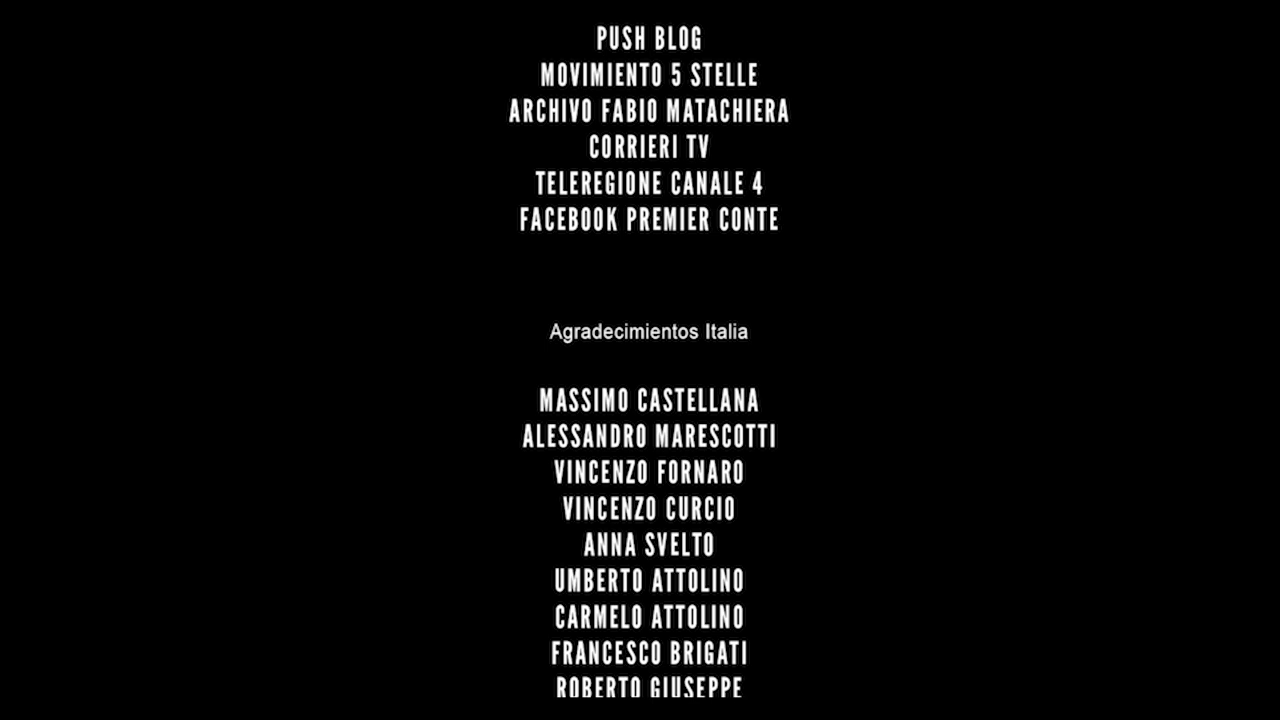 PUSH BLOG
MOVIMIENTO 5 STELLE
ARCHIVO FABIO MATACHIERA
CORRIERI TV
TELEREGIONE CANALE 4
FACEBOOK PREMIER CONTE
Agradecimientos Italia
MASSIMO CASTELLANA
ALESSANDRO MARESCOTTI
VINCENZO FORNARO
VINCENZO CURCIO
ANNA SVELTO
UMBERTO ATTOLINO
CARMELO ATTOLINO
FRANCESCO BRIGATI
ROBERTO GIUSEPPE